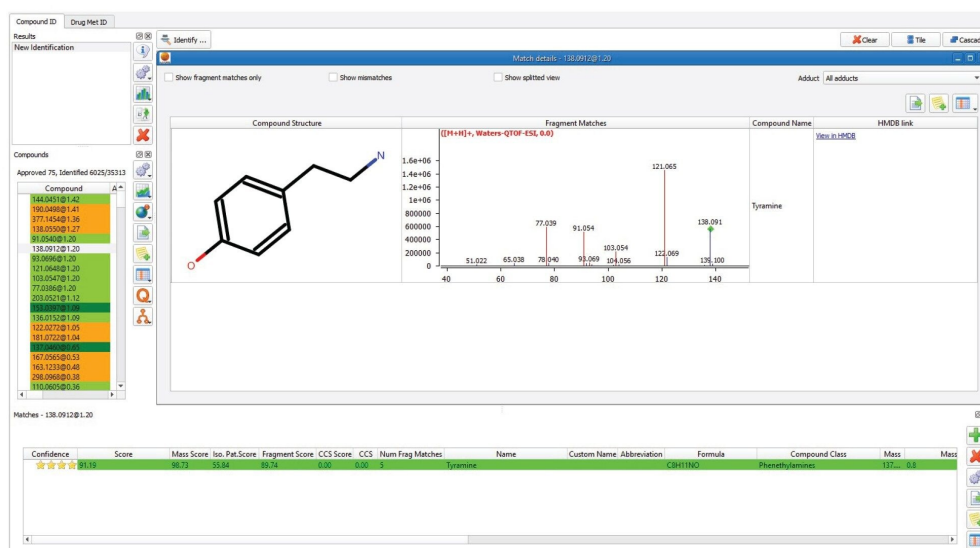 Compound ID Drug Met ID
Results
New Identification
Identify ...
Clear Tile Cascad
Match details - 138.0912@1.20
Show fragment matches only Show mismatches Show splitted view Adduct All adducts
Compound Structure Fragment Matches Compound Name HMDB link
N
O
([M+H]+, Waters-QTOF-ESI, 0.0)
1.6e+06
1.4e+06
1.2e+06
1e+06
800000
600000
400000
200000
0
40 60 80 100 120 140
51.022
65.038
77.039
78.040
91.054
93.069
103.054
104.056
121.065
122.069
138.091
139.100
Tyramine
View in HMDB
Compounds
Approved 75, Identified 6025/35313
Compound A
144.0431@1.42
190.0498@1.41
377.1454@1.36
138.0550@1.27
91.0540@1.20
138.0912@1.20
93.0696@1.20
121.0648@1.20
103.0547@1.20
77.0386@1.20
203.0521@1.12
136.0152@1.09
122.0272@1.05
181.0722@1.04
167.0565@0.53
163.1233@0.48
298.0968@0.38
110.0605@0.36
Matches - 138.0912@1.20
Confidence Score Mass Score Iso. Pat.Score Fragment Score CCS Score CCS Num Frag Matches Name Custom Name Abbreviation Formula Compound Class Mass Mass
91.19 98.73 55.84 89.74 0.00 0.00 5 Tyramine C8H11NO Phenethylamines 137.... 0.8